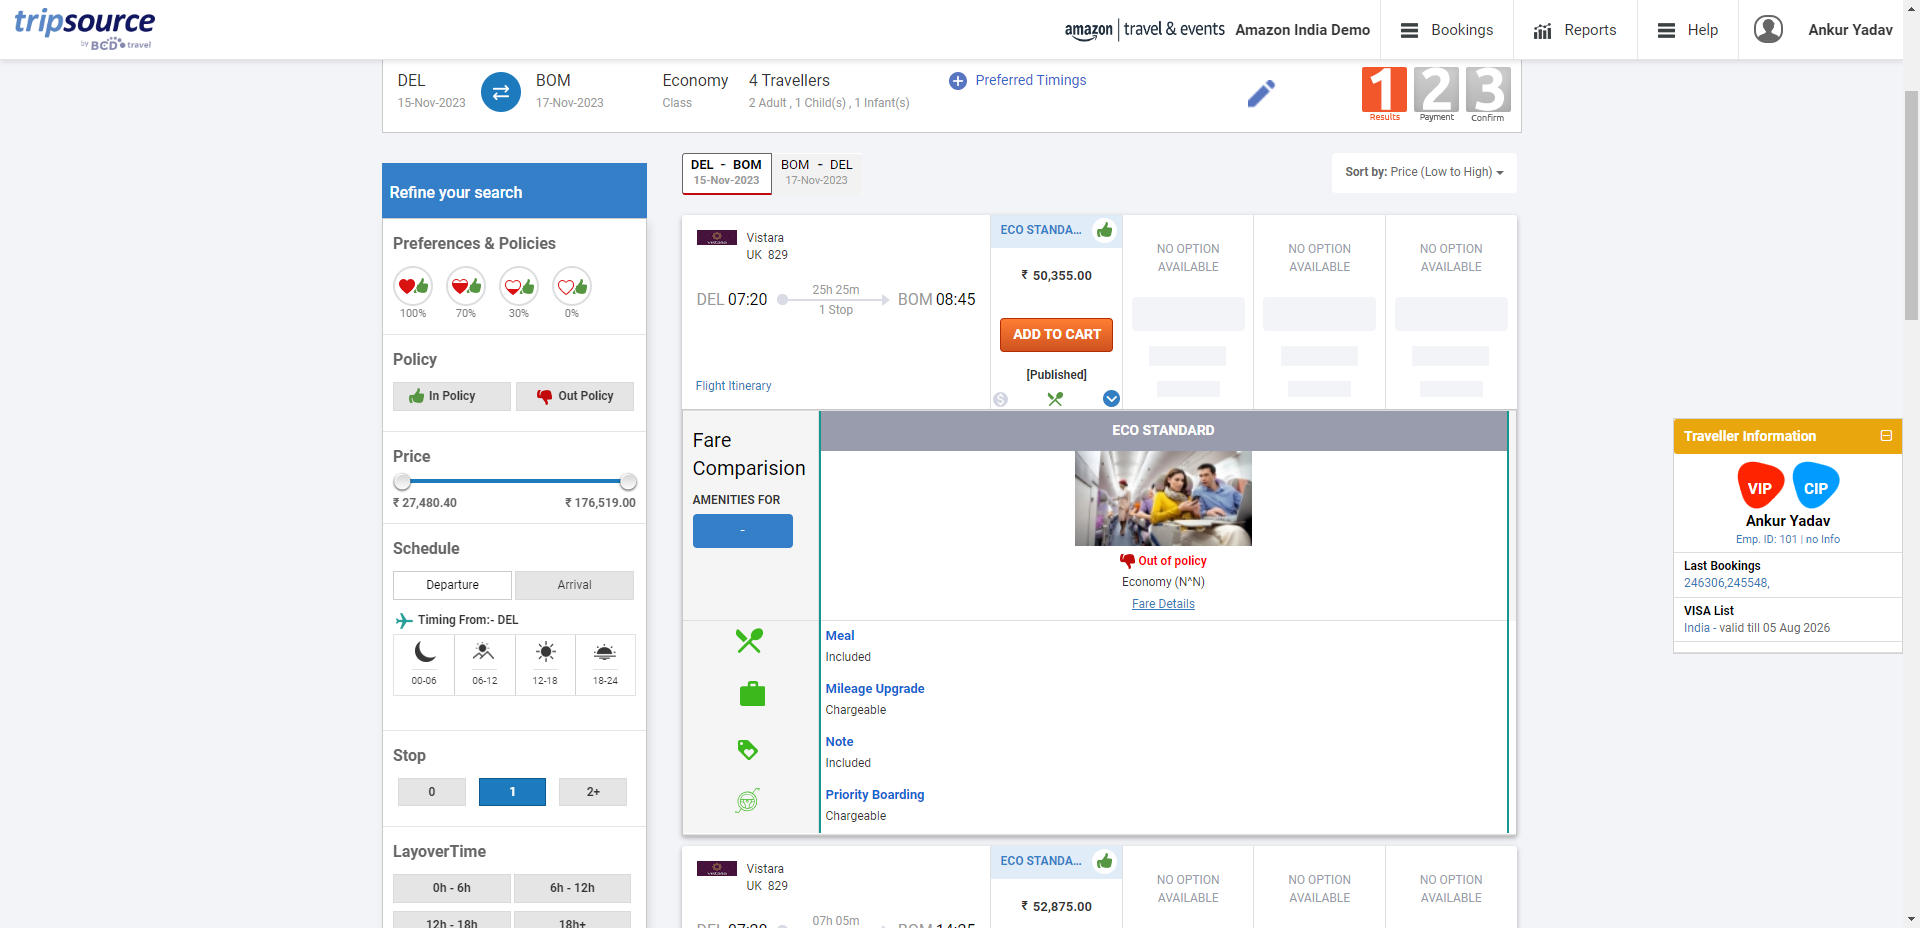 tripsource
by BCD travel
amazon travel & events Amazon India Demo
Bookings
Reports
Help
Ankur Yadav
DEL
15-Nov-2023
BOM
17-Nov-2023
Economy
Class
4 Travellers
2 Adult , 1 Child(s) , 1 Infant(s)
Preferred Timings
1 2 3
Results Payment Confirm
Refine your search
Preferences & Policies
100% 70% 30% 0%
Policy
In Policy Out Policy
Price
₹ 27,480.40 ₹ 176,519.00
Schedule
Departure Arrival
Timing From:- DEL
00-06 06-12 12-18 18-24
Stop
0 1 2+
LayoverTime
0h - 6h 6h - 12h
12h - 18h 18h+
DEL - BOM
15-Nov-2023
BOM - DEL
17-Nov-2023
Sort by: Price (Low to High)
vistara
Vistara
UK 829
DEL 07:20
25h 25m
1 Stop
BOM 08:45
Flight Itinerary
ECO STANDA...
₹ 50,355.00
ADD TO CART
[Published]
$
NO OPTION
AVAILABLE
NO OPTION
AVAILABLE
NO OPTION
AVAILABLE
Fare
Comparision
AMENITIES FOR
-
ECO STANDARD
Out of policy
Economy (N^N)
Fare Details
Meal
Included
Mileage Upgrade
Chargeable
Note
Included
Priority Boarding
Chargeable
vistara
Vistara
UK 829
DEL 07:20
07h 05m
BOM 14:25
ECO STANDA...
₹ 52,875.00
NO OPTION
AVAILABLE
NO OPTION
AVAILABLE
NO OPTION
AVAILABLE
Traveller Information
VIP CIP
Ankur Yadav
Emp. ID: 101 | no Info
Last Bookings
246306,245548,
VISA List
India - valid till 05 Aug 2026